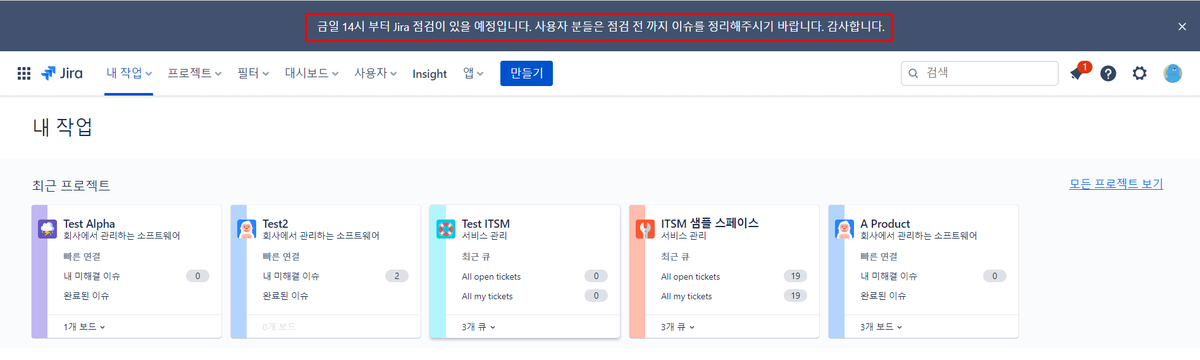 금일 14시 부터 Jira 점검이 있을 예정입니다. 사용자 분들은 점검 전 까지 이슈를 정리해주시기 바랍니다. 감사합니다.
Jira 내 작업 프로젝트 필터 대시보드 사용자 Insight 앱 만들기 검색 1
내 작업
최근 프로젝트 모든 프로젝트 보기
Test Alpha
회사에서 관리하는 소프트웨어
빠른 연결
내 미해결 이슈 0
완료된 이슈
1개 보드
Test2
회사에서 관리하는 소프트웨어
빠른 연결
내 미해결 이슈 2
완료된 이슈
0개 보드
Test ITSM
서비스 관리
최근 큐
All open tickets 0
All my tickets 0
3개 큐
ITSM 샘플 스페이스
서비스 관리
최근 큐
All open tickets 19
All my tickets 19
3개 큐
A Product
회사에서 관리하는 소프트웨어
빠른 연결
내 미해결 이슈 0
완료된 이슈
3개 보드